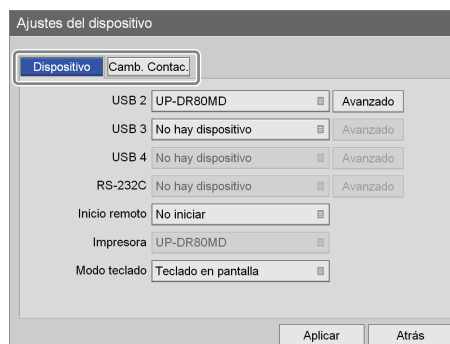 Ajustes del dispositivo
Dispositivo Camb. Contac.
USB 2 UP-DR80MD Avanzado
USB 3 No hay dispositivo Avanzado
USB 4 No hay dispositivo Avanzado
RS-232C No hay dispositivo Avanzado
Inicio remoto No iniciar
Impresora UP-DR80MD
Modo teclado Teclado en pantalla
Aplicar Atrás